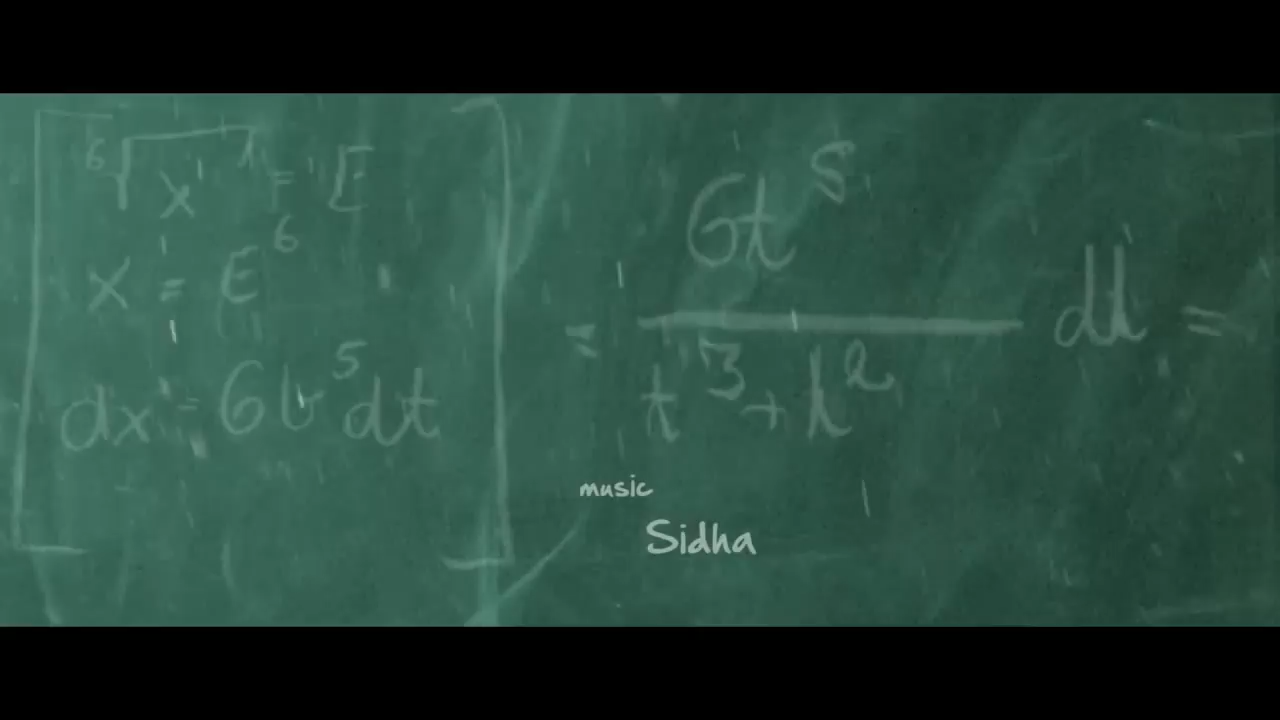 ⁶√x = t
x = t⁶
dx = 6t⁵dt
= 6t⁵ / t³ + t² dt =
music
Sidha